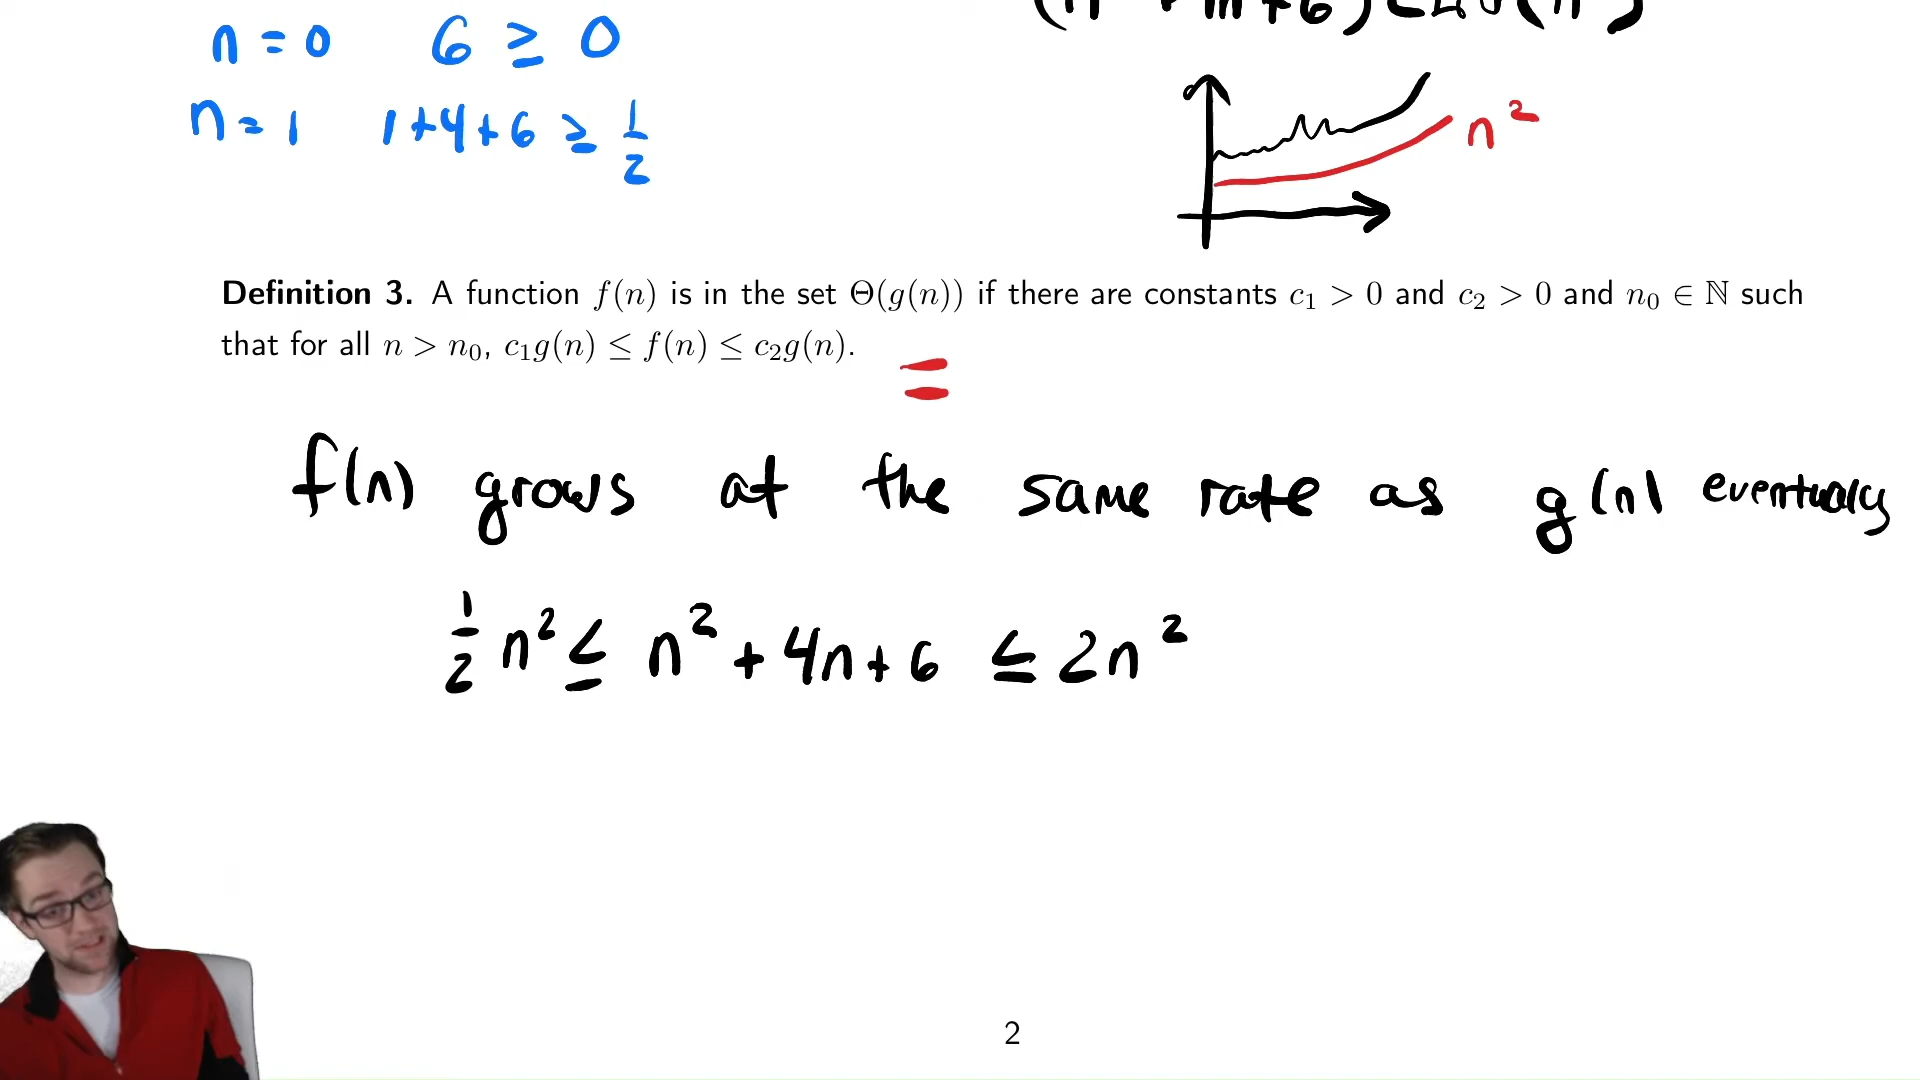 n = 0 6 ≥ 0
n = 1 1+4+6 ≥ 1/2
n²
Definition 3. A function f(n) is in the set Θ(g(n)) if there are constants c₁ > 0 and c₂ > 0 and n₀ ∈ ℕ such
that for all n > n₀, c₁g(n) ≤ f(n) ≤ c₂g(n).
=
f(n) grows at the same rate as g(n) eventually
1/2 n² ≤ n² + 4n + 6 ≤ 2n²
2